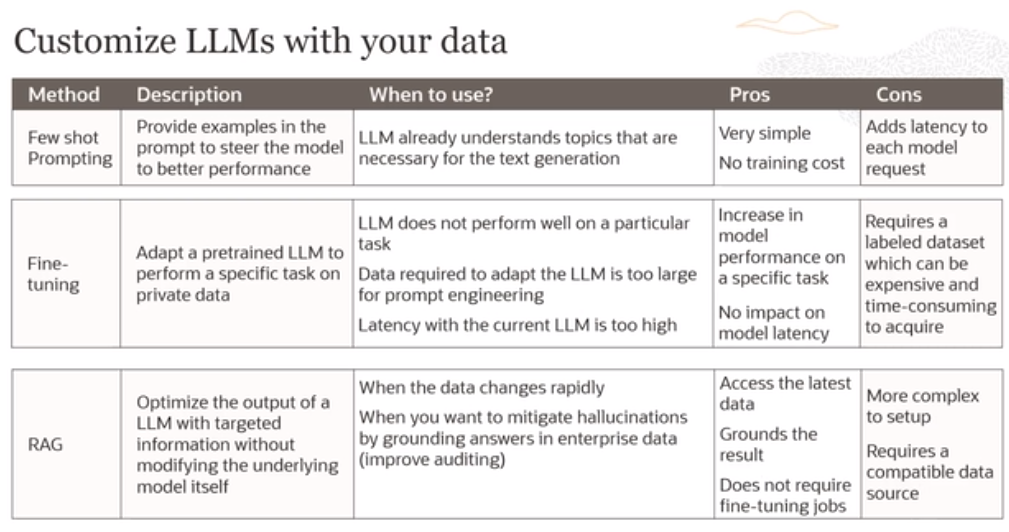 Customize LLMs with your data
Method
Description
When to use?
Pros
Cons
Few shot
Prompting
Provide examples in the
prompt to steer the model
to better performance
LLM already understands topics that are
necessary for the text generation
Very simple
No training cost
Adds latency to
each model
request
Fine-
tuning
Adapt a pretrained LLM to
perform a specific task on
private data
LLM does not perform well on a particular
task
Data required to adapt the LLM is too large
for prompt engineering
Latency with the current LLM is too high
Increase in
model
performance on
a specific task
No impact on
model latency
Requires a
labeled dataset
which can be
expensive and
time-consuming
to acquire
RAG
Optimize the output of a
LLM with targeted
information without
modifying the underlying
model itself
When the data changes rapidly
When you want to mitigate hallucinations
by grounding answers in enterprise data
(improve auditing)
Access the latest
data
Grounds the
result
Does not require
fine-tuning jobs
More complex
to setup
Requires a
compatible data
source